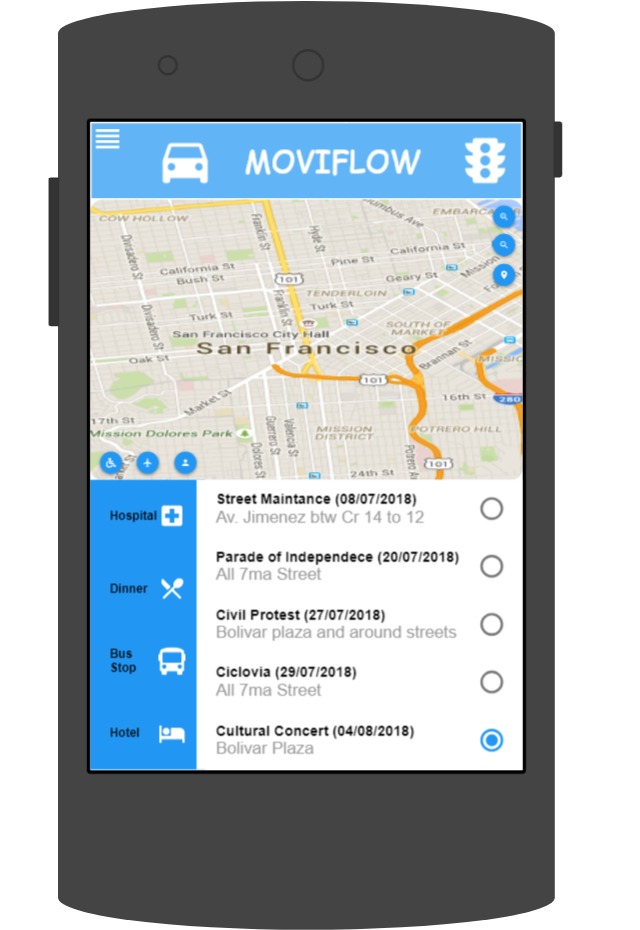 MOVIFLOW
COW HOLLOW
Franklin St
Hyde St
umbus Ave
EMBARCA
Divisadero St
California St
Bush St
Pine St
California St
Geary St
Mission
101
TENDERLOIN
Turk St
Turk St
Franklin St
Divisadero St
San Francisco City Hall
SOUTH OF
MARKET
San Francisco
Oak St
Brannan St
MISSIO
101
Market St
16th St
280
17th St
Mission Dolores Park
Dolores St
Guerrero St
Valencia St
MISSION
DISTRICT
POTRERO HILL
Potrero A
101
24th St
Hospital
Dinner
Bus
Stop
Hotel
Street Maintance (08/07/2018)
Av. Jimenez btw Cr 14 to 12
Parade of Independece (20/07/2018)
All 7ma Street
Civil Protest (27/07/2018)
Bolivar plaza and around streets
Ciclovia (29/07/2018)
All 7ma Street
Cultural Concert (04/08/2018)
Bolivar Plaza